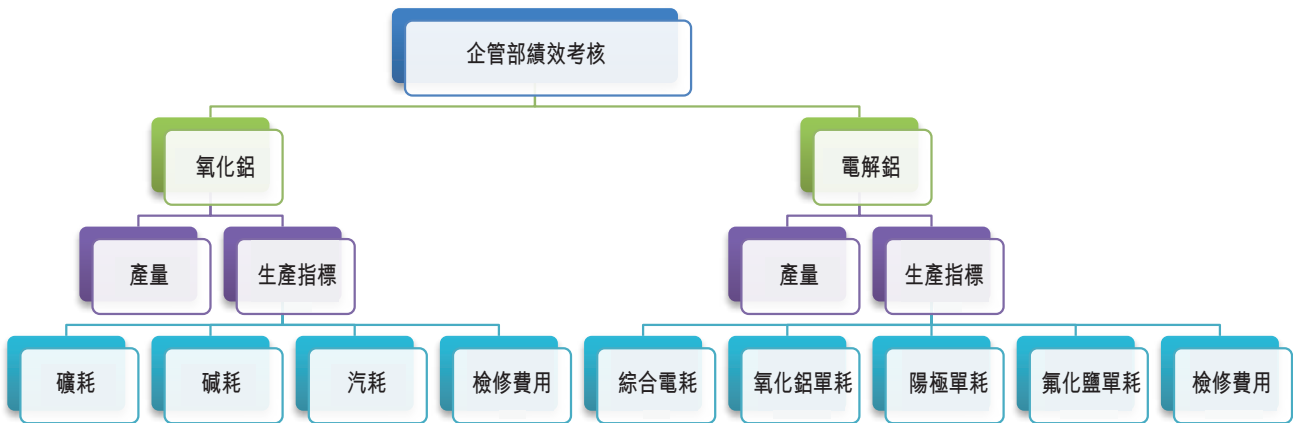 企管部績效考核
氧化鋁
電解鋁
產量
生產指標
產量
生產指標
礦耗
碱耗
汽耗
檢修費用
綜合電耗
氧化鋁單耗
陽極單耗
氟化鹽單耗
檢修費用